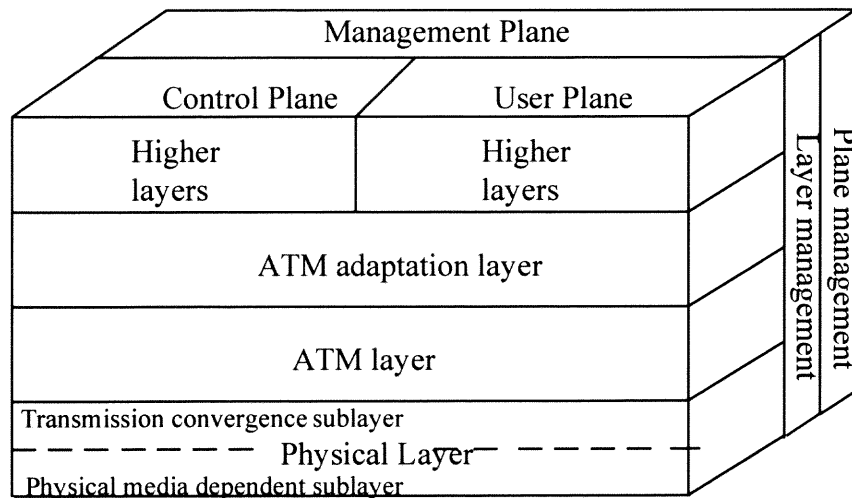 Management Plane
Control Plane
User Plane
Higher
layers
Higher
layers
ATM adaptation layer
ATM layer
Transmission convergence sublayer
Physical Layer
Physical media dependent sublayer
Layer management
Plane management